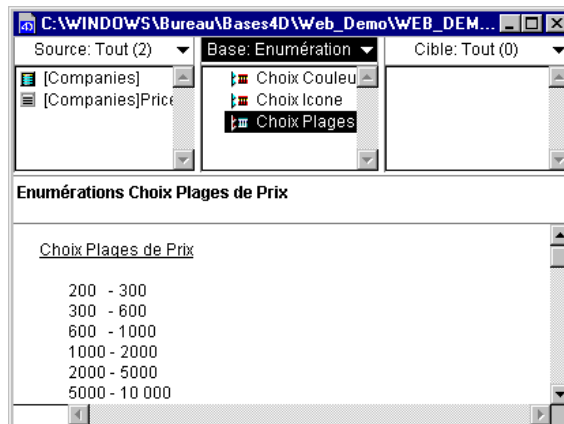 C:\WINDOWS\Bureau\Bases4D\Web_Demo\WEB_DEM...
Source: Tout (2) Base: Enumération Cible: Tout (0)
[Companies]
[Companies]Price
Choix Couleu
Choix Icone
Choix Plages
Enumérations Choix Plages de Prix
Choix Plages de Prix
200 - 300
300 - 600
600 - 1000
1000 - 2000
2000 - 5000
5000 - 10 000